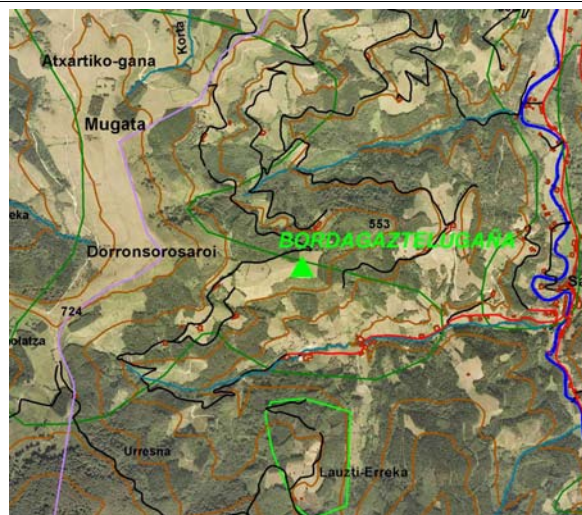 Korta
Atxartiko-gana
Mugata
553
BORDAGAZTELUGAÑA
Dorronsorosaroi
724
Urresna
Lauzti-Erreka